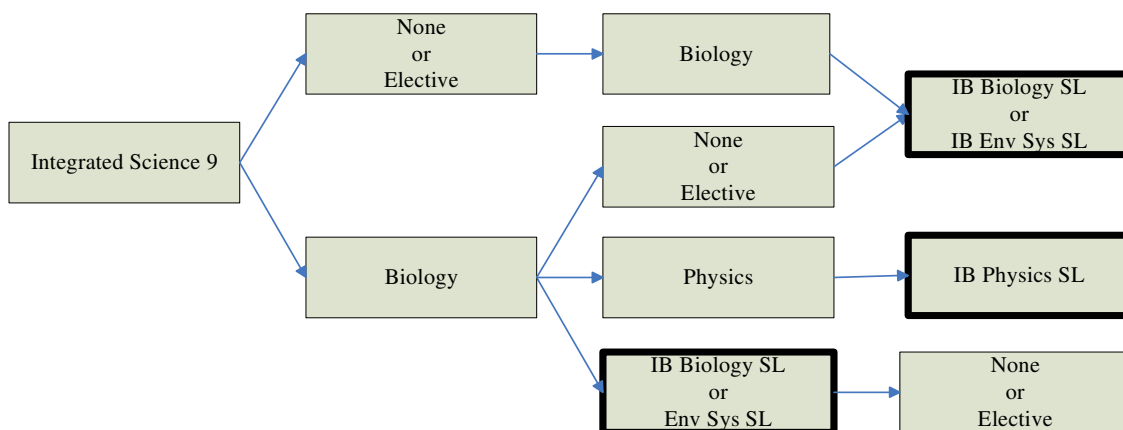 None
or
Elective
Biology
IB Biology SL
or
IB Env Sys SL
Integrated Science 9
None
or
Elective
Biology
Physics
IB Physics SL
IB Biology SL
or
Env Sys SL
None
or
Elective